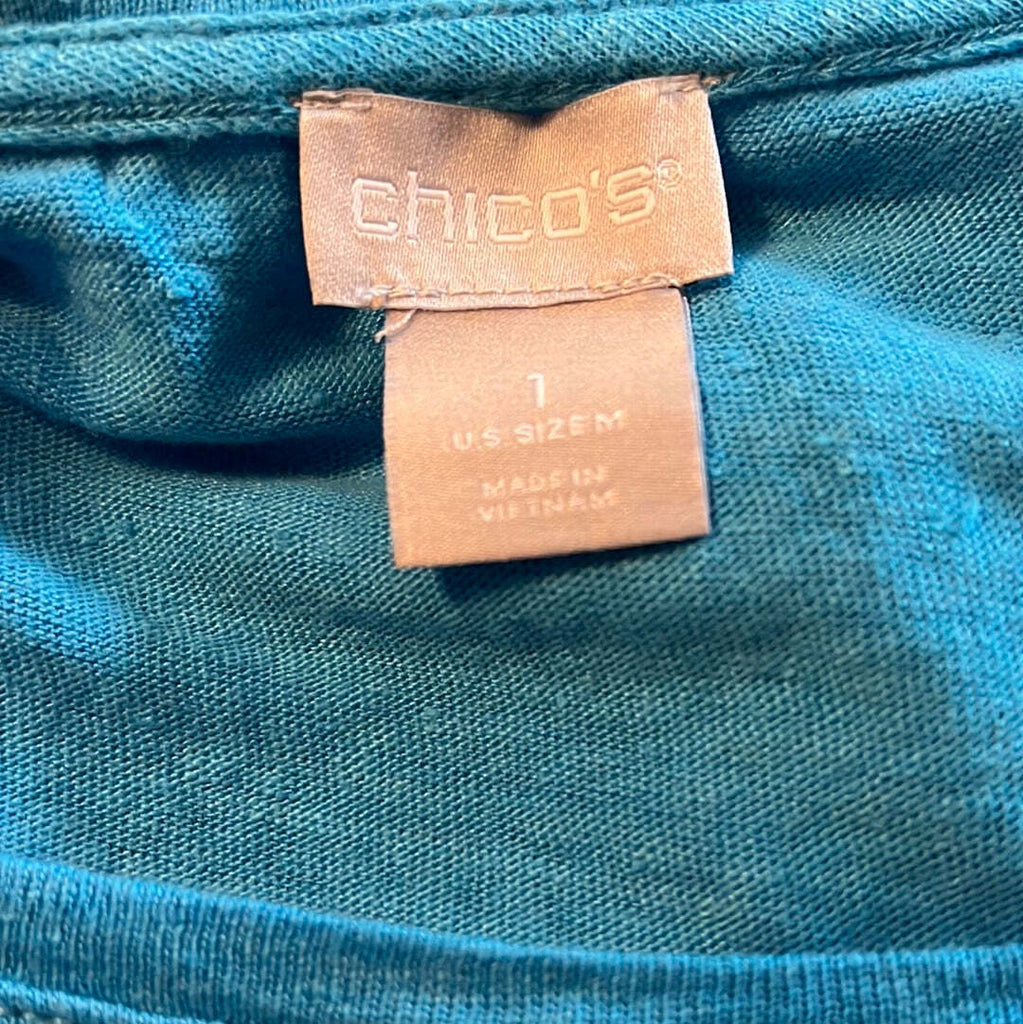 chico's®
1
U.S. SIZE M
MADE IN
VIETNAM